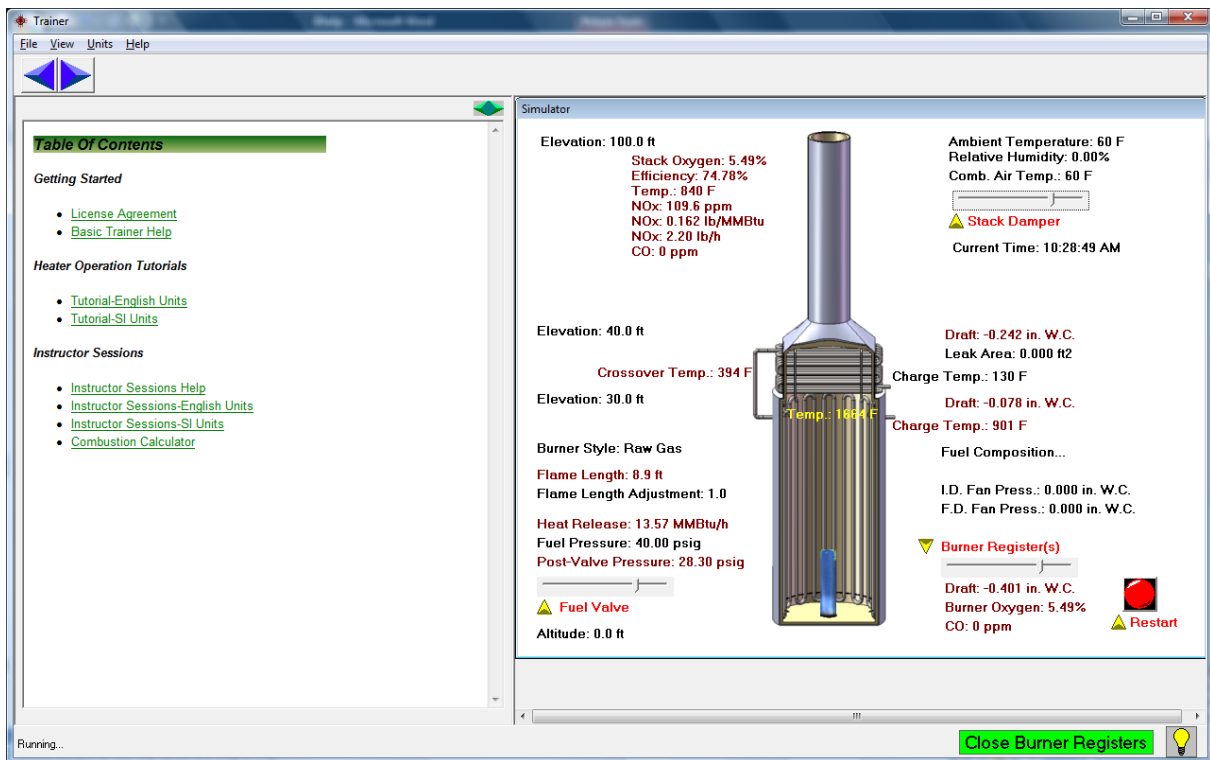 Trainer
File View Units Help
Table Of Contents
Getting Started
License Agreement
Basic Trainer Help
Heater Operation Tutorials
Tutorial-English Units
Tutorial-SI Units
Instructor Sessions
Instructor Sessions Help
Instructor Sessions-English Units
Instructor Sessions-SI Units
Combustion Calculator
Simulator
Elevation: 100.0 ft
Stack Oxygen: 5.49%
Efficiency: 74.78%
Temp.: 840 F
NOx: 109.6 ppm
NOx: 0.162 lb/MMBtu
NOx: 2.20 lb/h
CO: 0 ppm
Ambient Temperature: 60 F
Relative Humidity: 0.00%
Comb. Air Temp.: 60 F
Stack Damper
Current Time: 10:28:49 AM
Elevation: 40.0 ft
Draft: -0.242 in. W.C.
Leak Area: 0.000 ft2
Crossover Temp.: 394 F
Charge Temp.: 130 F
Elevation: 30.0 ft
Draft: -0.078 in. W.C.
Temp.: 1664 F
Charge Temp.: 901 F
Burner Style: Raw Gas
Fuel Composition...
Flame Length: 8.9 ft
Flame Length Adjustment: 1.0
I.D. Fan Press.: 0.000 in. W.C.
F.D. Fan Press.: 0.000 in. W.C.
Heat Release: 13.57 MMBtu/h
Fuel Pressure: 40.00 psig
Post-Valve Pressure: 28.30 psig
Burner Register(s)
Fuel Valve
Draft: -0.401 in. W.C.
Burner Oxygen: 5.49%
CO: 0 ppm
Restart
Altitude: 0.0 ft
Running...
Close Burner Registers